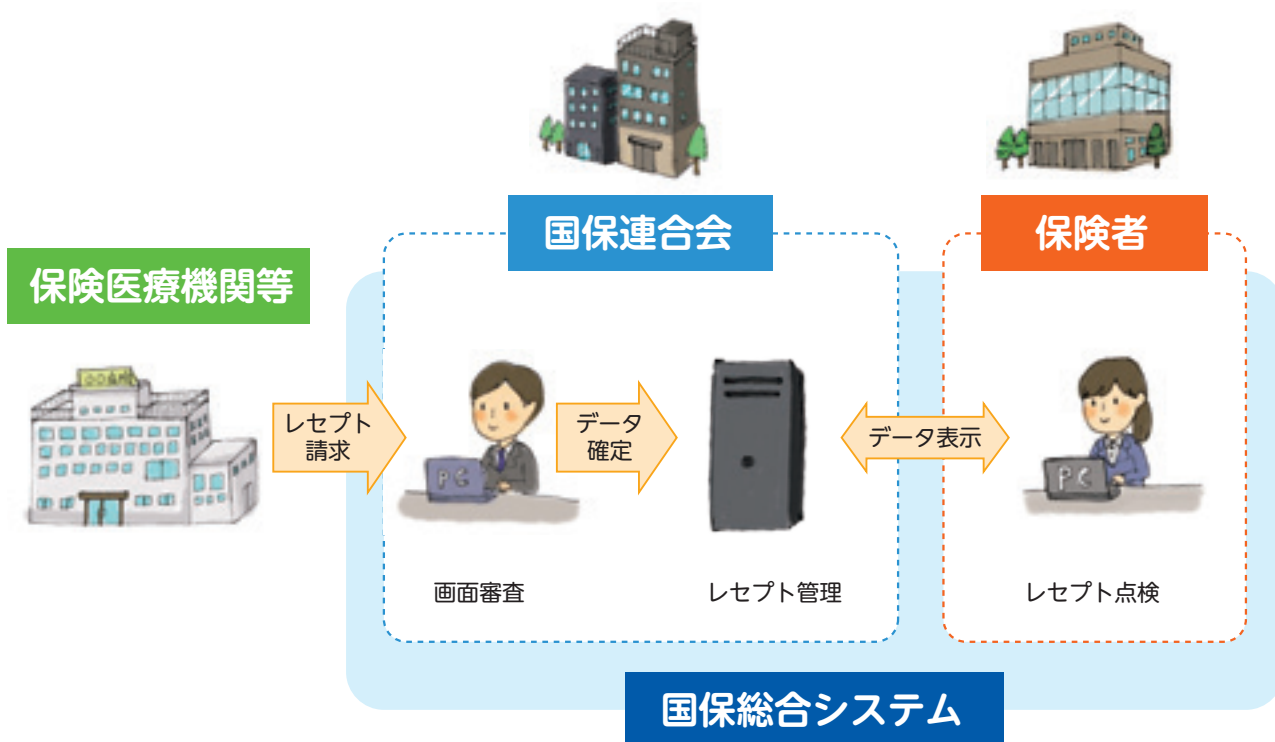 国保連合会
保険者
保険医療機関等
レセプト
請求
データ
確定
データ表示
PC
PC
画面審査
レセプト管理
レセプト点検
国保総合システム